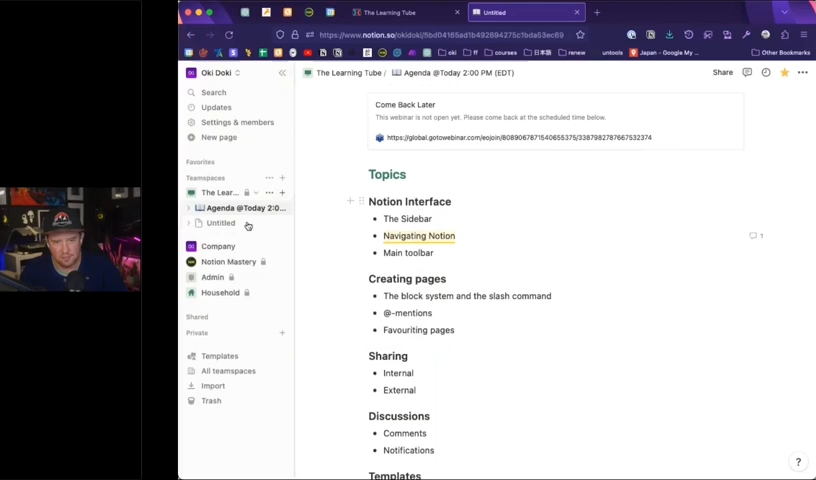 The Learning Tube
Untitled
https://www.notion.so/okidoki/5bd04165ad1b492694275c1bda53ec69
oki
ff
courses
日本語
renew
untools
Japan - Google My ...
Other Bookmarks
Oki Doki
The Learning Tube / Agenda @Today 2:00 PM (EDT)
Share
Search
Updates
Settings & members
New page
Favorites
Teamspaces
The Lear...
Agenda @Today 2:0...
Untitled
Company
Notion Mastery
Admin
Household
Shared
Private
Templates
All teamspaces
Import
Trash
Come Back Later
This webinar is not open yet. Please come back at the scheduled time below.
https://global.gotowebinar.com/eojoin/8089067871540655375/3387982787667532374
Topics
Notion Interface
The Sidebar
Navigating Notion
1
Main toolbar
Creating pages
The block system and the slash command
@-mentions
Favouriting pages
Sharing
Internal
External
Discussions
Comments
Notifications
Templates
?